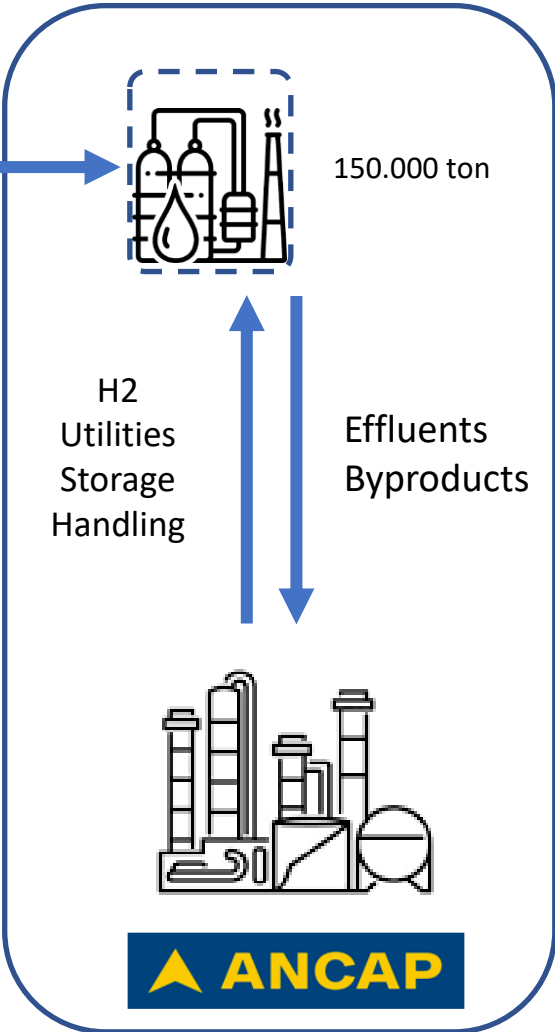 150.000 ton
H2
Utilities
Storage
Handling
Effluents
Byproducts
ANCAP